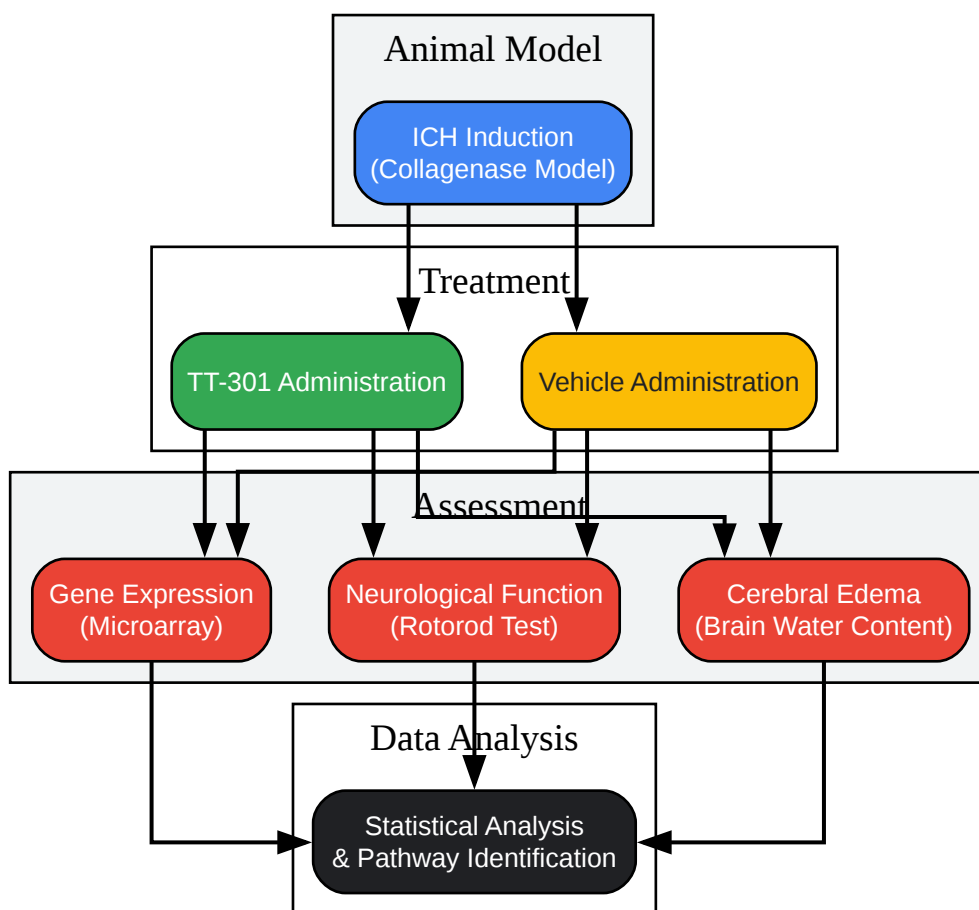 Animal Model
ICH Induction
(Collagenase Model)
Treatment
TT-301 Administration
Vehicle Administration
Assessment
Gene Expression
(Microarray)
Neurological Function
(Rotorod Test)
Cerebral Edema
(Brain Water Content)
Data Analysis
Statistical Analysis
& Pathway Identification